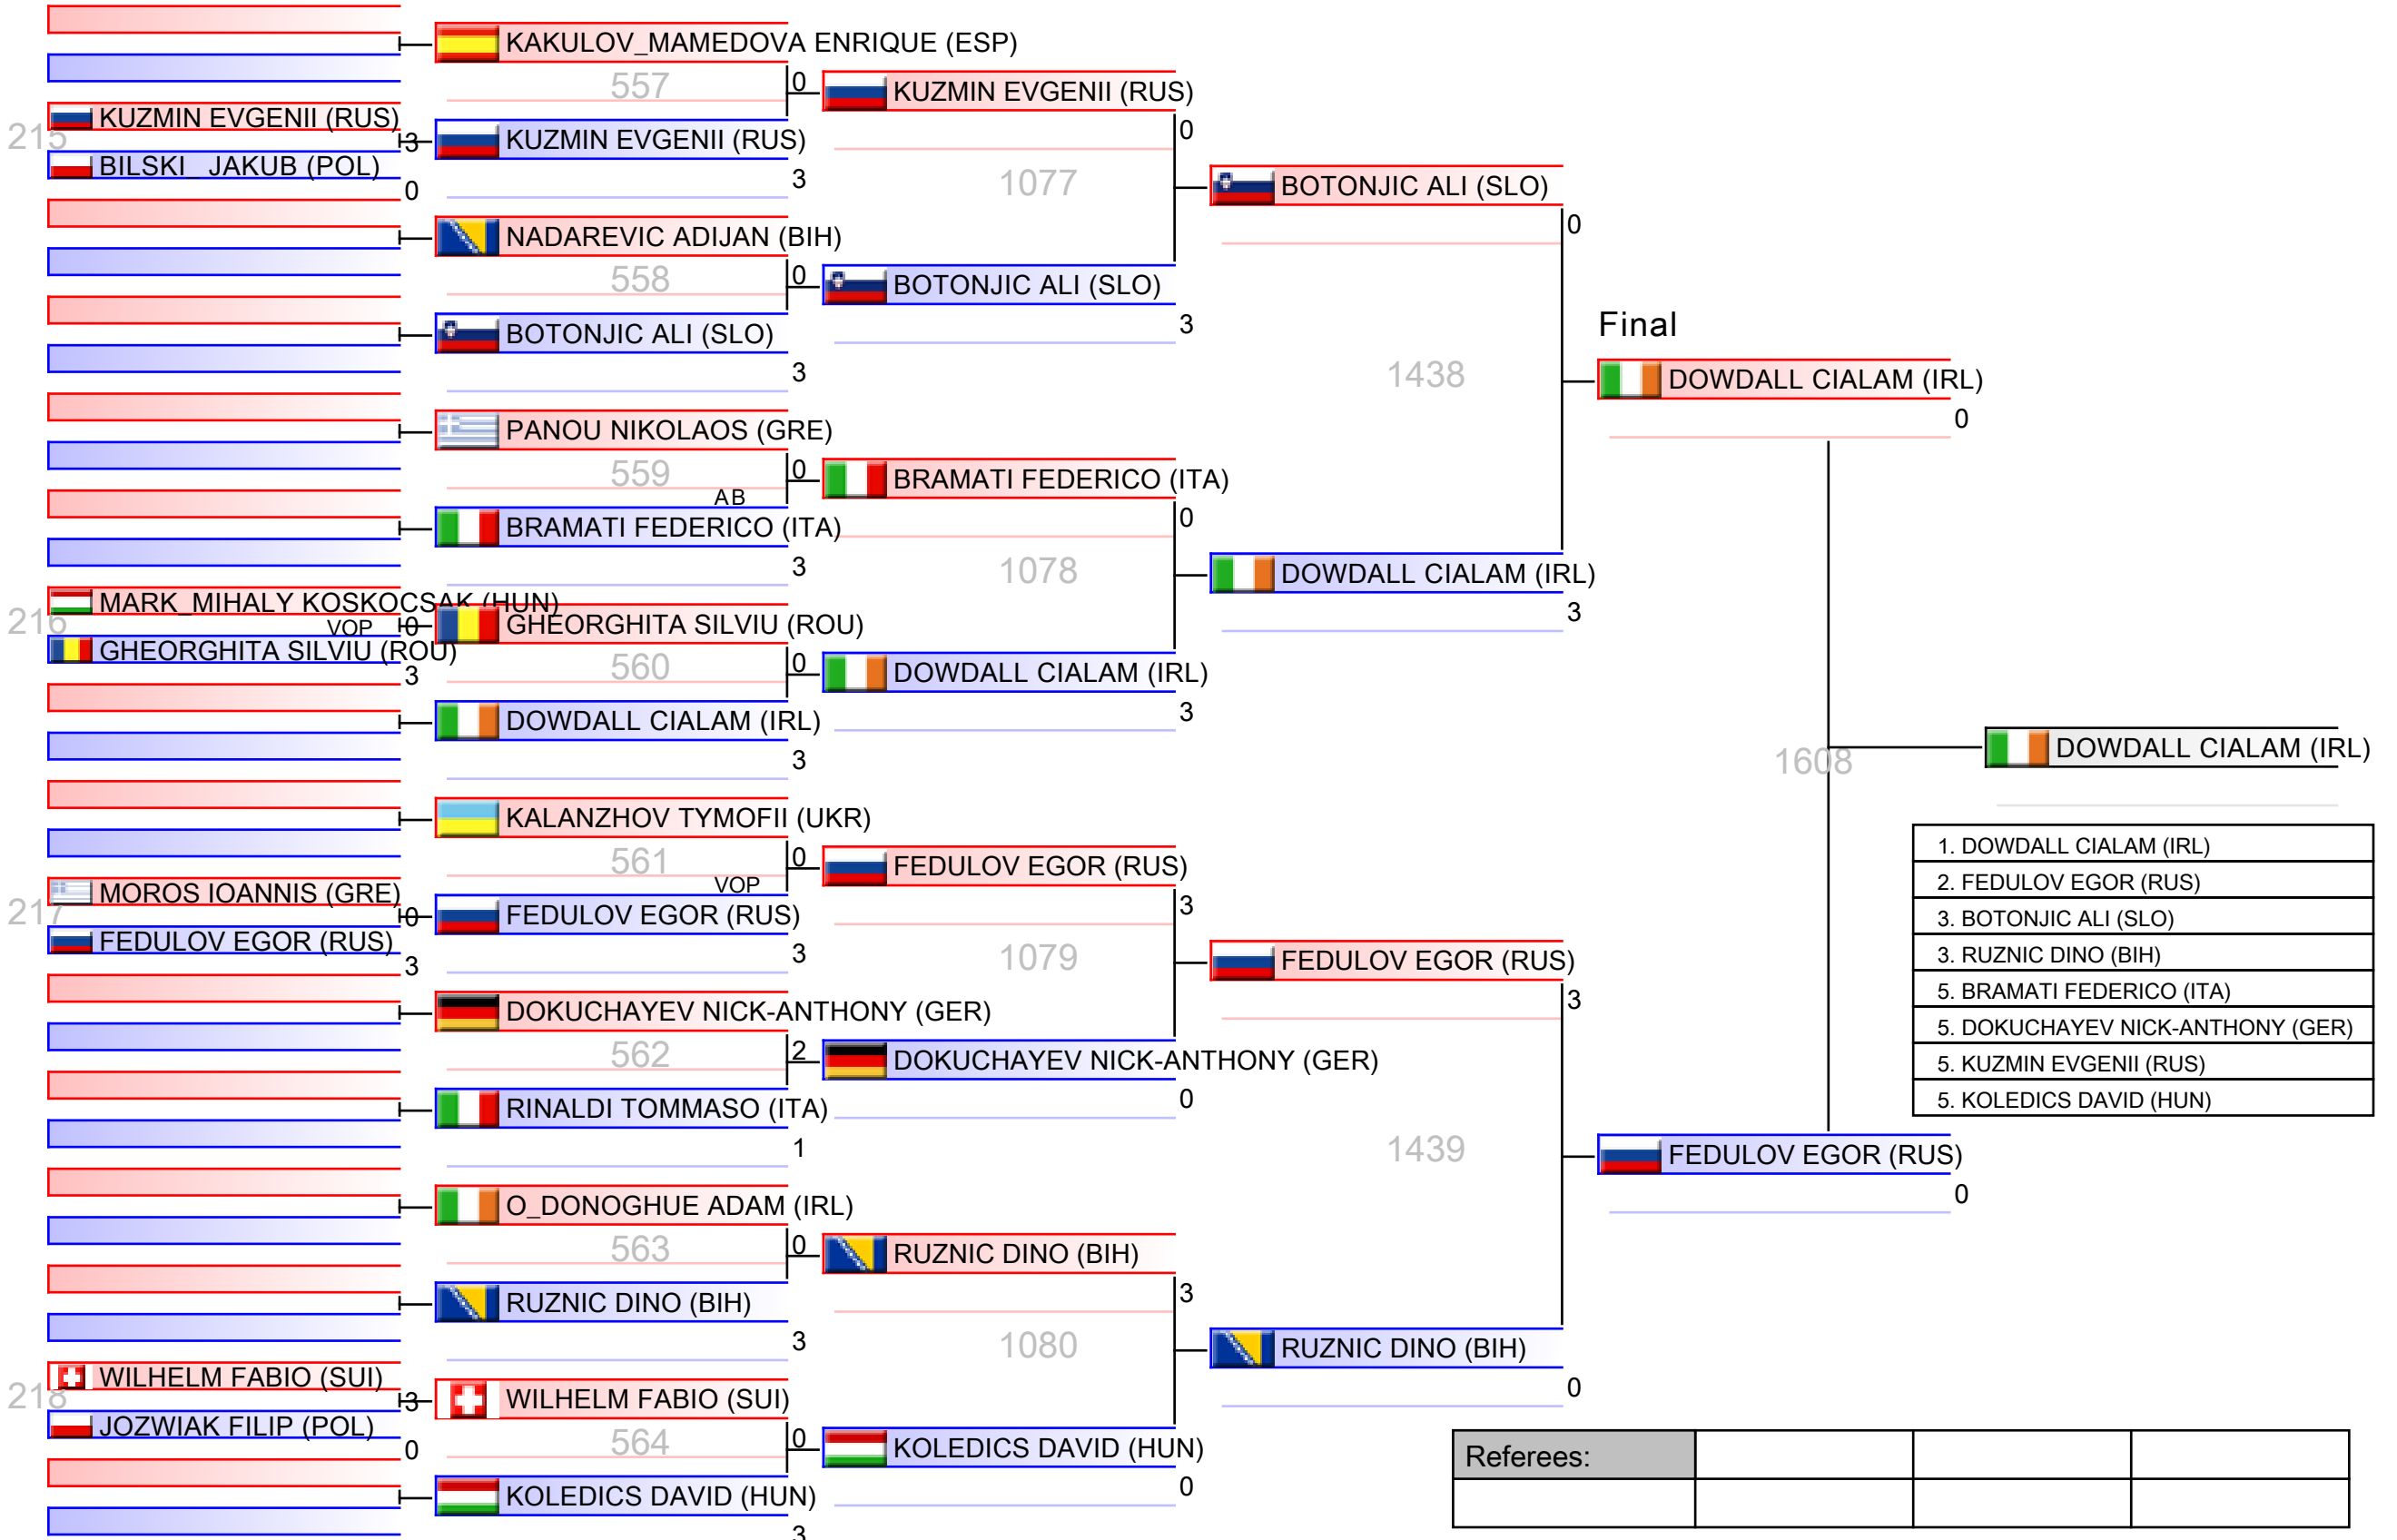 KAKULOV_MAMEDOVA ENRIQUE (ESP)
557
0
KUZMIN EVGENII (RUS)
KUZMIN EVGENII (RUS)
0
215
3
KUZMIN EVGENII (RUS)
BILSKI_ JAKUB (POL)
3
1077
BOTONJIC ALI (SLO)
0
0
NADAREVIC ADIJAN (BIH)
558
0
BOTONJIC ALI (SLO)
BOTONJIC ALI (SLO)
3
Final
3
1438
DOWDALL CIALAM (IRL)
0
PANOU NIKOLAOS (GRE)
559
0
BRAMATI FEDERICO (ITA)
AB
BRAMATI FEDERICO (ITA)
0
3
1078
DOWDALL CIALAM (IRL)
3
MARK_MIHALY KOSKOCSAK (HUN)
216
VOP
0
GHEORGHITA SILVIU (ROU)
GHEORGHITA SILVIU (ROU)
3
560
0
DOWDALL CIALAM (IRL)
DOWDALL CIALAM (IRL)
3
3
1608
DOWDALL CIALAM (IRL)
KALANZHOV TYMOFII (UKR)
561
0
FEDULOV EGOR (RUS)
VOP
MOROS IOANNIS (GRE)
217
0
FEDULOV EGOR (RUS)
3
FEDULOV EGOR (RUS)
3
3
1079
FEDULOV EGOR (RUS)
3
1. DOWDALL CIALAM (IRL)
2. FEDULOV EGOR (RUS)
3. BOTONJIC ALI (SLO)
3. RUZNIC DINO (BIH)
5. BRAMATI FEDERICO (ITA)
5. DOKUCHAYEV NICK-ANTHONY (GER)
5. KUZMIN EVGENII (RUS)
5. KOLEDICS DAVID (HUN)
DOKUCHAYEV NICK-ANTHONY (GER)
562
2
DOKUCHAYEV NICK-ANTHONY (GER)
RINALDI TOMMASO (ITA)
0
1
1439
FEDULOV EGOR (RUS)
0
O_DONOGHUE ADAM (IRL)
563
0
RUZNIC DINO (BIH)
RUZNIC DINO (BIH)
3
3
1080
RUZNIC DINO (BIH)
0
WILHELM FABIO (SUI)
218
3
WILHELM FABIO (SUI)
JOZWIAK FILIP (POL)
0
564
0
KOLEDICS DAVID (HUN)
KOLEDICS DAVID (HUN)
0
3
Referees: